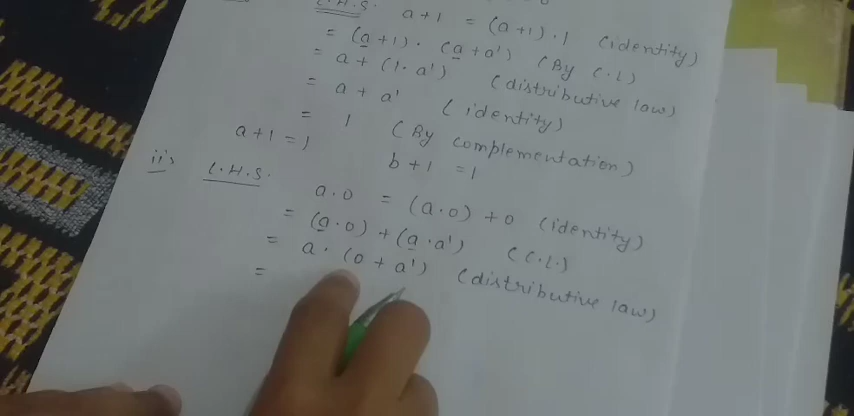 L.H.S. a+1 = (a+1)·1 (identity)
= (a+1)·(a+a') (By C.L)
= a+(1·a') (distributive law)
= a+a' (identity)
= 1 (By complementation)
a+1=1 b+1=1
ii) L.H.S. a·0 = (a·0)+0 (identity)
= (a·0)+(a·a') (C.L.)
= a·(0+a') (distributive law)
=